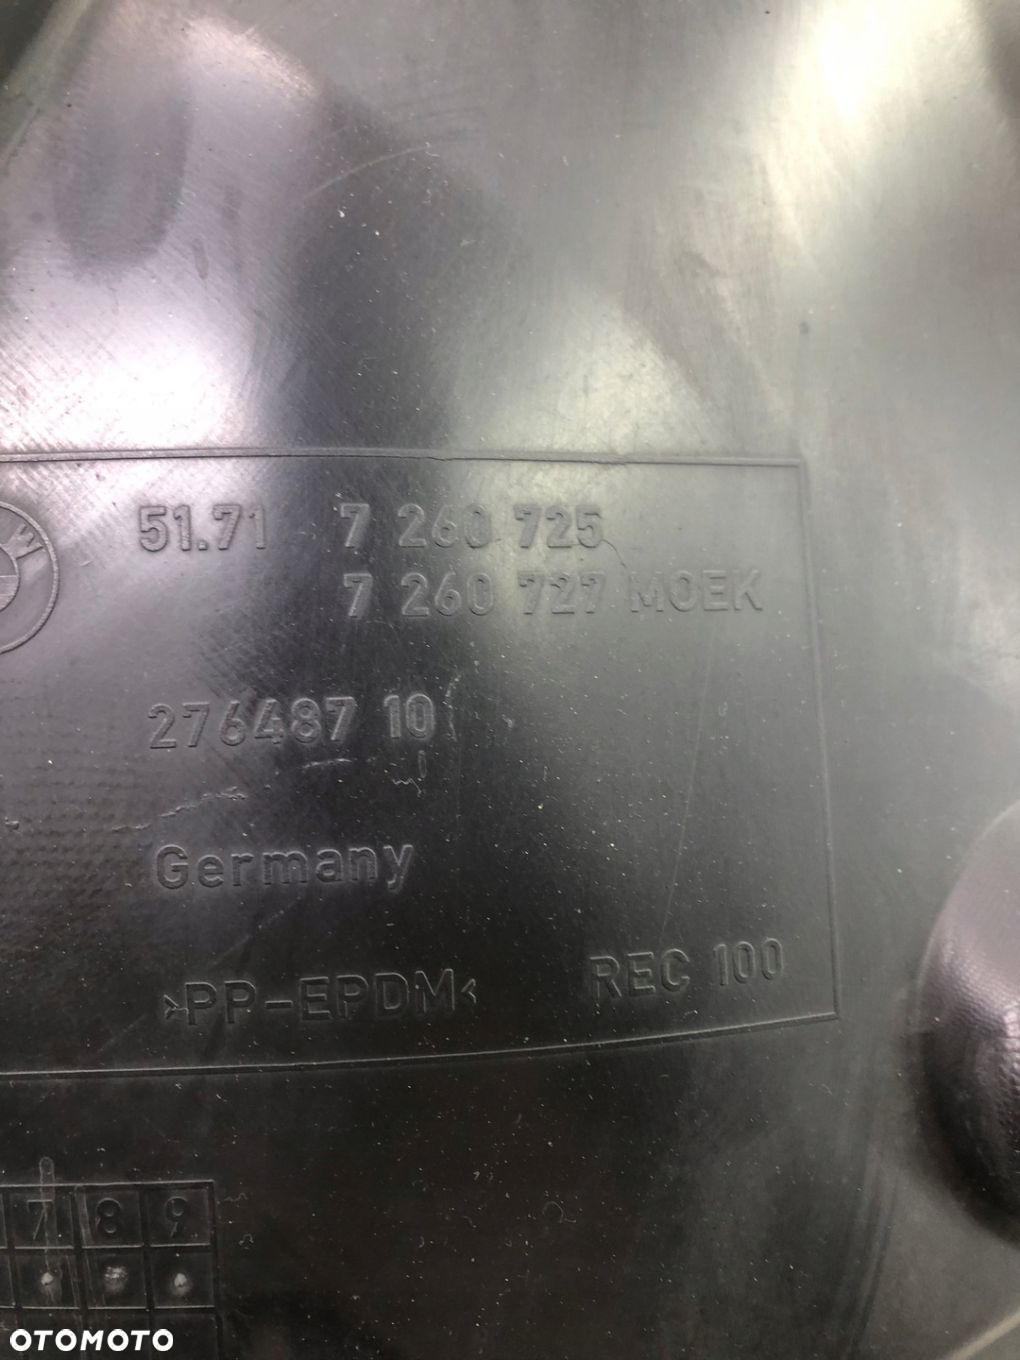 51.71 7 260 725
7 260 727 MOEK
W
276487 10
Germany
>PP-EPDM<
REC 100
7 8 9
OTOMOTO